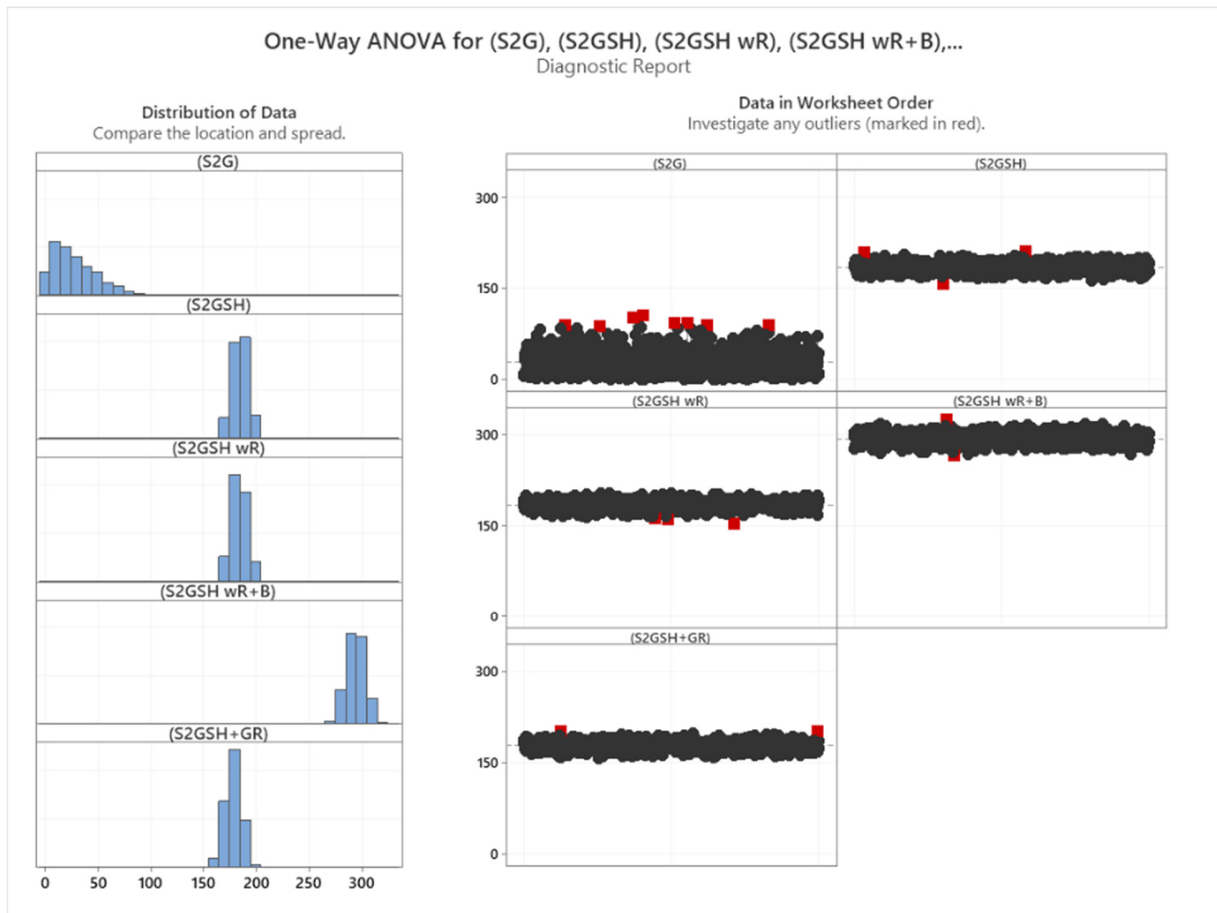 One-Way ANOVA for (S2G), (S2GSH), (S2GSH wR), (S2GSH wR+B),...
Diagnostic Report
Distribution of Data
Compare the location and spread.
(S2G)
(S2GSH)
(S2GSH wR)
(S2GSH wR+B)
(S2GSH+GR)
0 50 100 150 200 250 300
Data in Worksheet Order
Investigate any outliers (marked in red).
(S2G) (S2GSH)
300
150
0
(S2GSH wR) (S2GSH wR+B)
300
150
0
(S2GSH+GR)
300
150
0